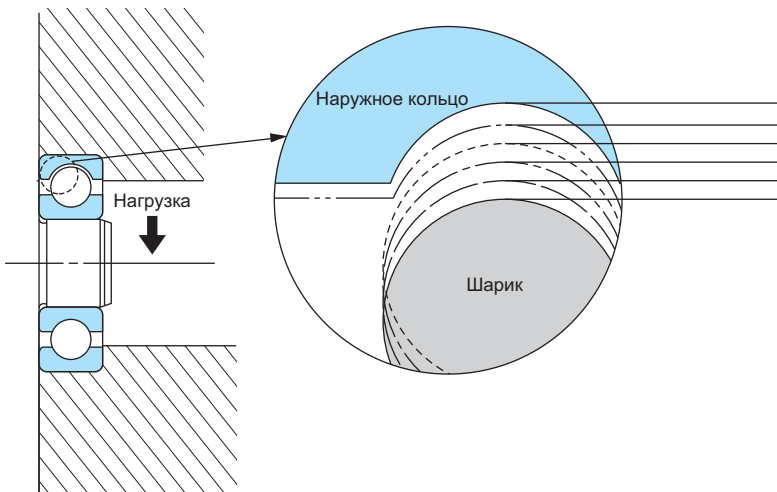 Наружное кольцо
Нагрузка
Шарик